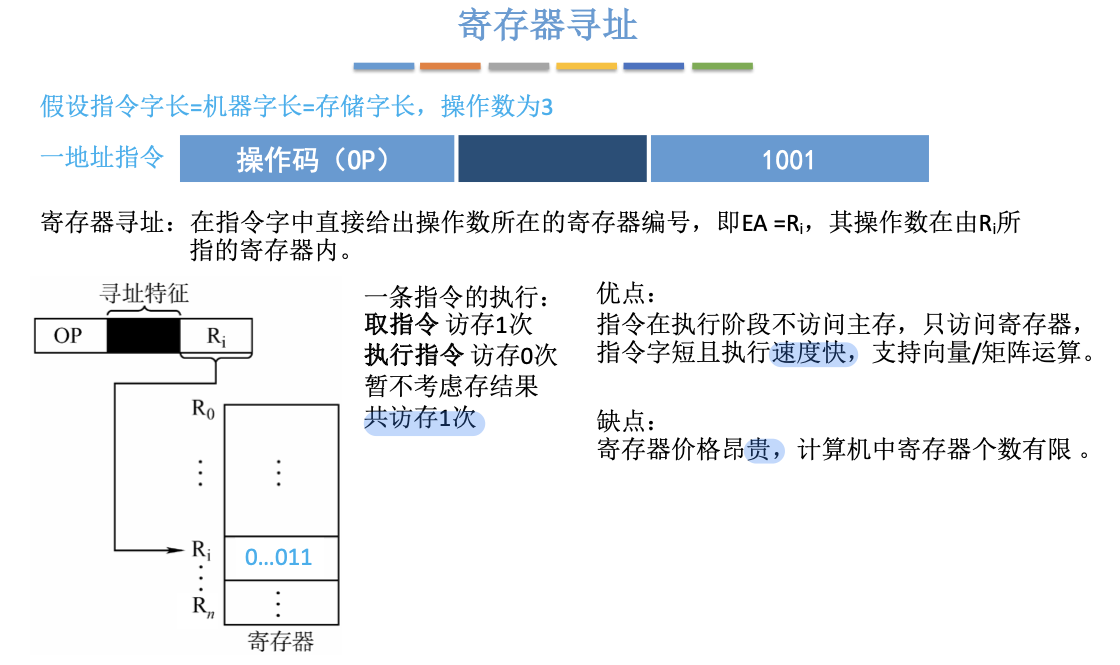 寄存器寻址
假设指令字长=机器字长=存储字长，操作数为3
一地址指令 操作码（OP） 1001
寄存器寻址：在指令字中直接给出操作数所在的寄存器编号，即EA =Ri，其操作数在由Ri所
指的寄存器内。
寻址特征
OP Ri
R0
⋮ ⋮
Ri 0...011
⋮
Rn ⋮
寄存器
一条指令的执行：
取指令 访存1次
执行指令 访存0次
暂不考虑存结果
共访存1次
优点：
指令在执行阶段不访问主存，只访问寄存器，
指令字短且执行速度快，支持向量/矩阵运算。
缺点：
寄存器价格昂贵，计算机中寄存器个数有限 。